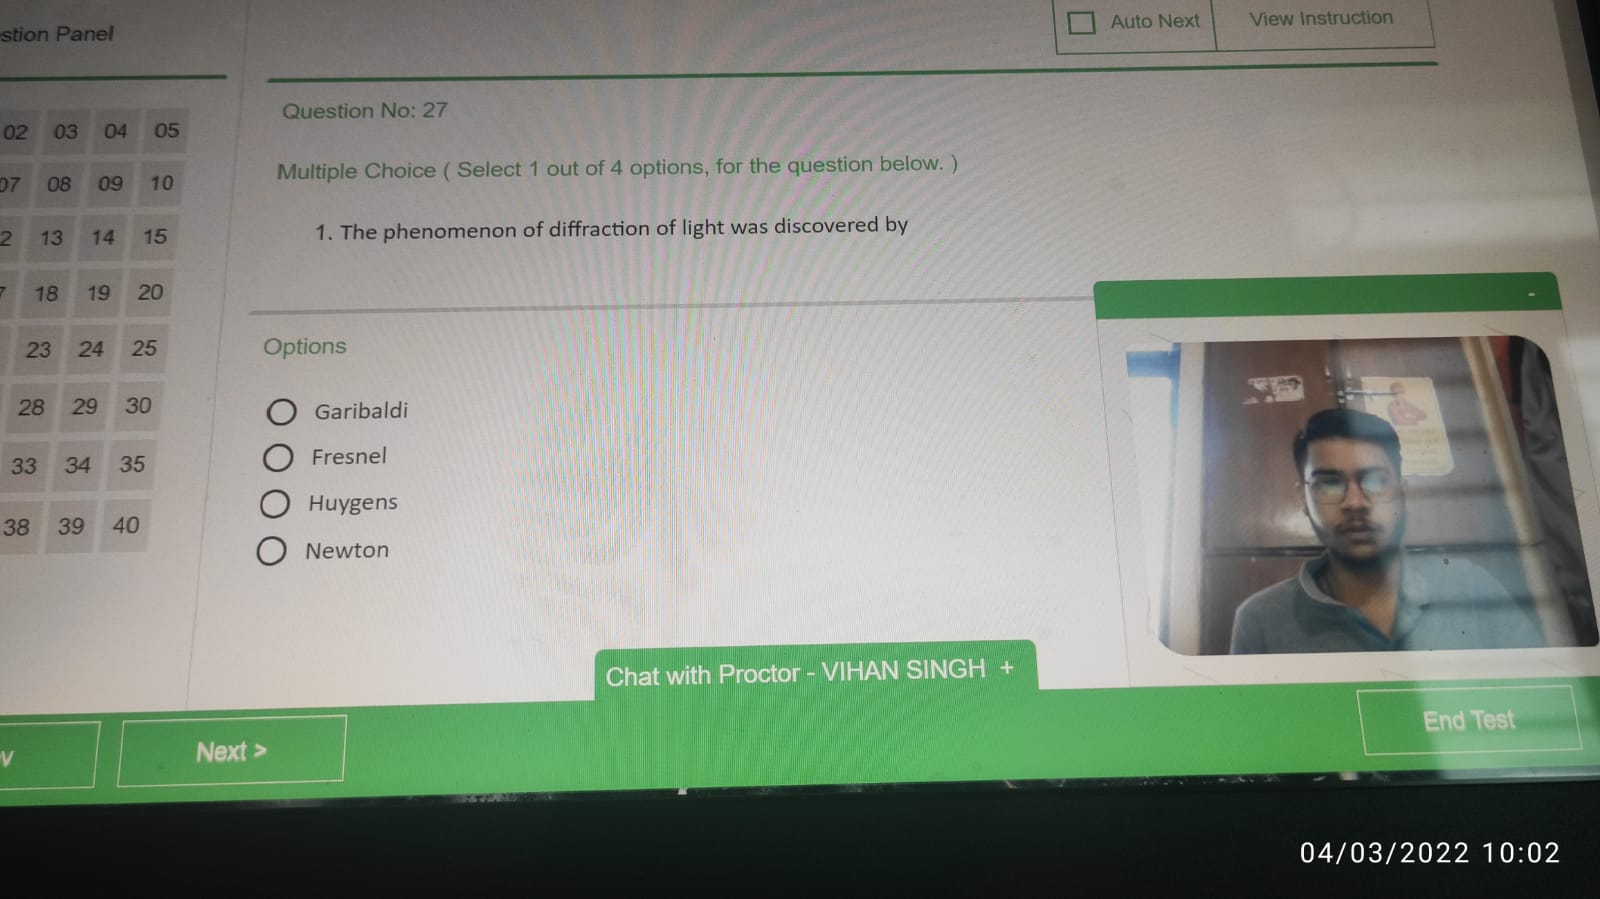 stion Panel
Auto Next
View Instruction
02 03 04 05
07 08 09 10
2 13 14 15
7 18 19 20
23 24 25
28 29 30
33 34 35
38 39 40
Question No: 27
Multiple Choice ( Select 1 out of 4 options, for the question below. )
1. The phenomenon of diffraction of light was discovered by
Options
Garibaldi
Fresnel
Huygens
Newton
-
Chat with Proctor - VIHAN SINGH +
v
Next >
End Test
04/03/2022 10:02